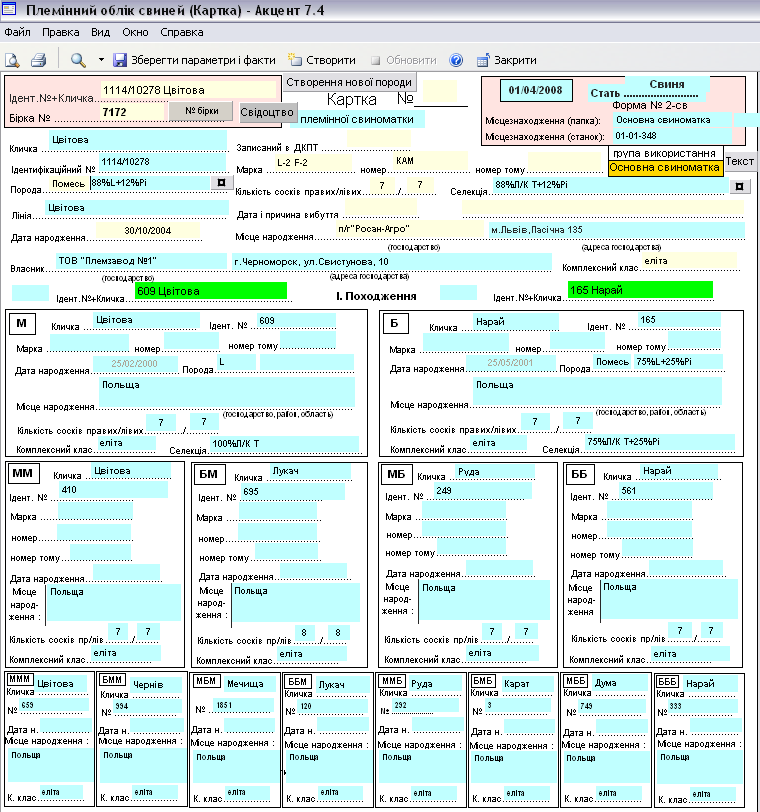 Племінний облік свиней (Картка) - Акцент 7.4
Файл Правка Вид Окно Справка
Зберегти параметри і факти Створити Обновити Закрити
Створення нової породи
Ідент.№+Кличка 1114/10278 Цвітова
Бірка № 7172 № бірки Свідоцтво
Картка №
племінної свиноматки
01/04/2008 Свиня
Стать
Форма № 2-св
Місцезнаходження (папка): Основна свиноматка
Місцезнаходження (станок): 01-01-348
група використання
Основна свиноматка Текст
Кличка Цвітова Записаний в ДКПТ
Ідентифікаційний № 1114/10278 Марка L-2 F-2 номер КАМ номер тому
Порода Помесь 88%L+12%Pi Кількість сосків правих/лівих 7 / 7 Селекція 88%Л/К Т+12%Pi
Лінія Цвітова Дата і причина вибуття
Дата народження 30/10/2004 Місце народження п/г"Росан-Агро" м.Львів,Пасічна 135
(господарство) (адреса господарства)
Власник ТОВ "Племзавод №1" г.Черноморск, ул.Свистунова, 10 Комплексний клас еліта
(господарство) (адреса господарства)
Ідент.№+Кличка 609 Цвітова І. Походження Ідент.№+Кличка 165 Нарай
М Кличка Цвітова Ідент. № 609
Марка номер номер тому
Дата народження 25/02/2000 Порода L
Місце народження Польща
(господарство, район, область)
Кількість сосків правих/лівих 7 / 7
Комплексний клас еліта Селекція 100%Л/К Т
Б Кличка Нарай Ідент. № 165
Марка номер номер тому
Дата народження 25/05/2001 Порода Помесь 75%L+25%Pi
Місце народження Польща
(господарство, район, область)
Кількість сосків правих/лівих 7 / 7
Комплексний клас еліта Селекція 75%Л/К Т+25%Pi
ММ Кличка Цвітова
Ідент. № 410
Марка
номер
номер тому
Дата народження
Місце народ-ження : Польща
Кількість сосків пр/лів 7 / 7
Комплексний клас еліта
БМ Кличка Лукач
Ідент. № 695
Марка
номер
номер тому
Дата народження
Місце народ-ження : Польща
Кількість сосків пр/лів 8 / 8
Комплексний клас еліта
МБ Кличка Руда
Ідент. № 249
Марка
номер
номер тому
Дата народження
Місце народ-ження : Польща
Кількість сосків пр/лів 7 / 7
Комплексний клас еліта
ББ Кличка Нарай
Ідент. № 561
Марка
номер
номер тому
Дата народження
Місце народ-ження Польща
Кількість сосків пр/лів 7 / 7
Комплексний клас еліта
МММ Цвітова
Кличка
№ 659
Дата н.
Місце народження :
Польща
К. клас еліта
БММ Чернів
Кличка
№ 994
Дата н.
Місце народження :
Польща
К. клас еліта
МБМ Мечища
Кличка
№ 1851
Дата н.
Місце народження :
Польща
К. клас еліта
ББМ Лукач
Кличка
№ 120
Дата н.
Місце народження :
Польща
К. клас еліта
ММБ Руда
Кличка
№ 292
Дата н.
Місце народження :
Польща
К. клас еліта
БМБ Карат
Кличка
№ 3
Дата н.
Місце народження :
Польща
К. клас еліта
МББ Дума
Кличка
№ 749
Дата н.
Місце народження :
Польща
К. клас еліта
БББ Нарай
Кличка
№ 333
Дата н.
Місце народження :
Польща
К. клас еліта